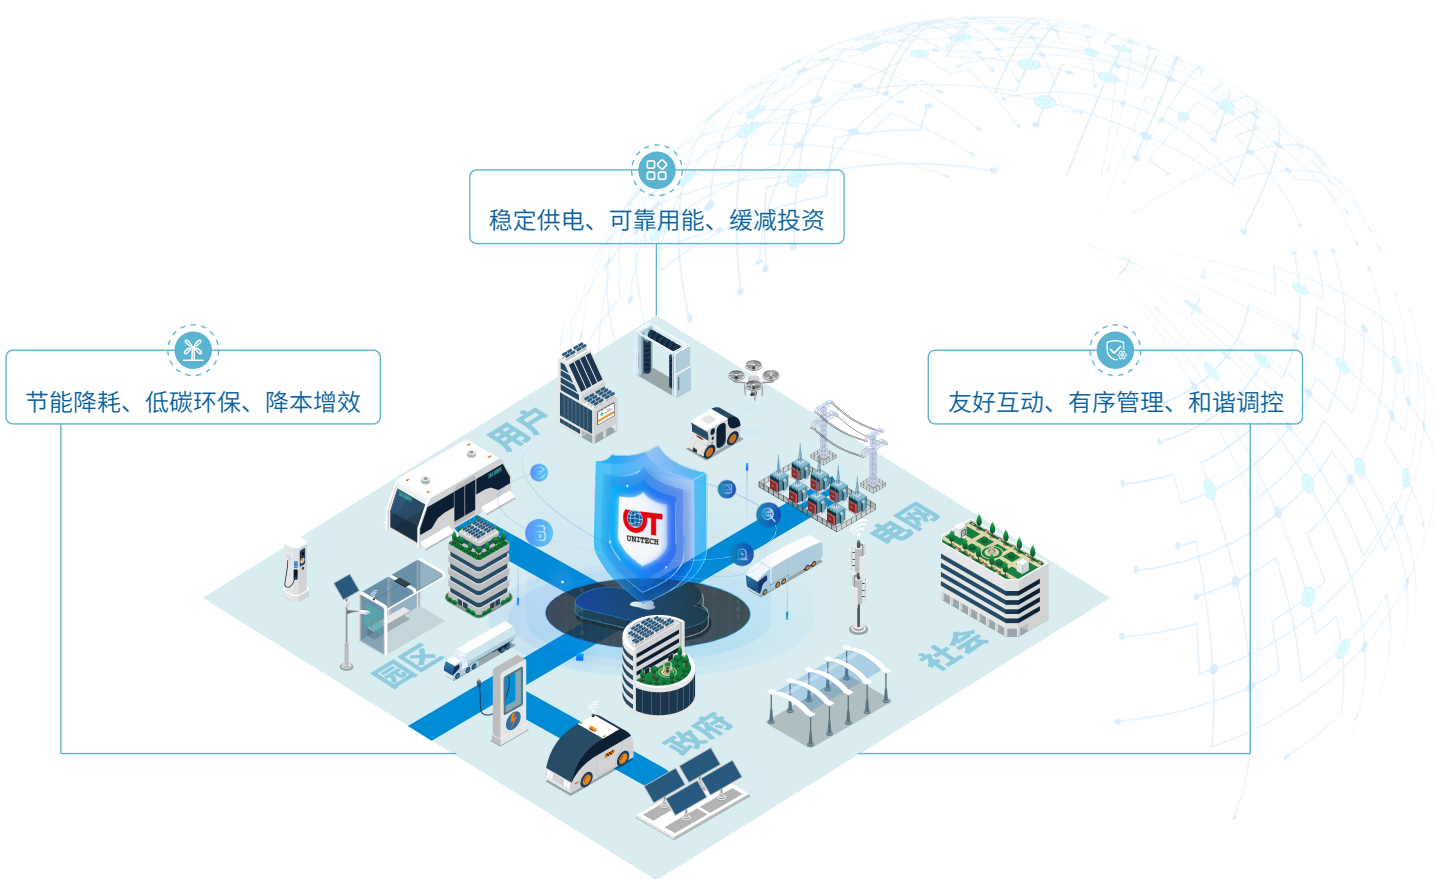 稳定供电、可靠用能、缓减投资
节能降耗、低碳环保、降本增效
友好互动、有序管理、和谐调控
用户
UT
UNITECH
电网
园区
社会
政府